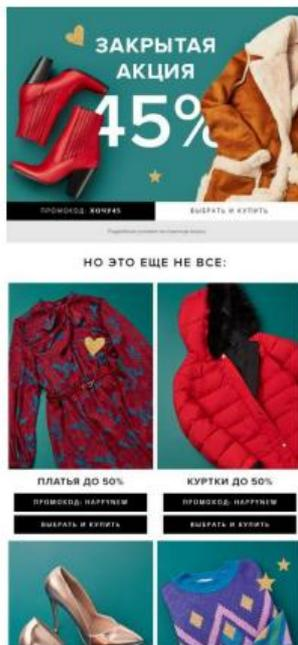 ЗАКРЫТАЯ
АКЦИЯ
45%
ПРОМОКОД: ХОЧУ45
ВЫБРАТЬ И КУПИТЬ
НО ЭТО ЕЩЕ НЕ ВСЕ:
ПЛАТЬЯ ДО 50%
КУРТКИ ДО 50%
ПРОМОКОД: HAPPYNEW
ПРОМОКОД: HAPPYNEW
ВЫБРАТЬ И КУПИТЬ
ВЫБРАТЬ И КУПИТЬ